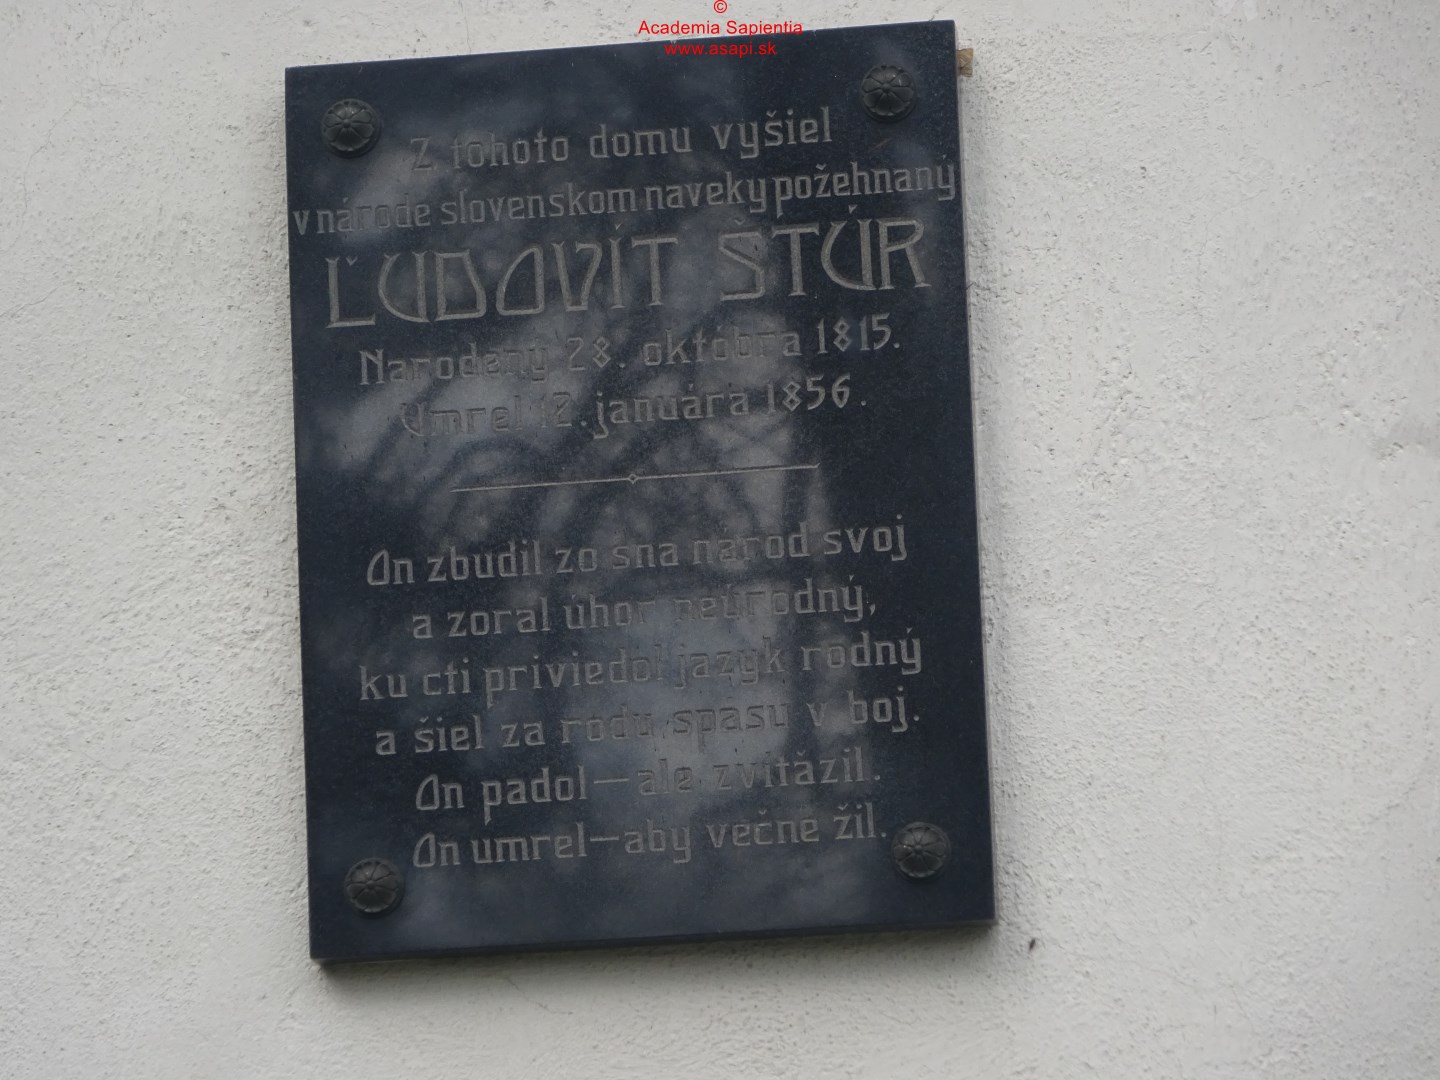 ©
Academia Sapientia
www.asapi.sk
Z tohoto domu vyšiel
v národe slovenskom naveky požehnaný
ĽUDOVÍT ŠTÚR
Narodený 28. októbra 1815.
Umrel 12. januára 1856.
On zbudil zo sna národ svoj
a zoral úhor neúrodný,
ku cti priviedol jazyk rodný
a šiel za rodu spásu v boj.
On padol — ale zvíťazil.
On umrel — aby večne žil.